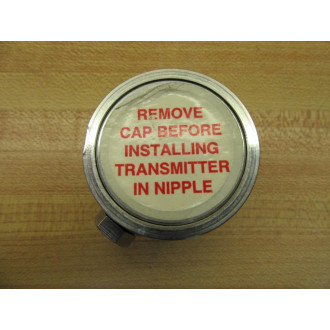 REMOVE
CAP BEFORE
INSTALLING
TRANSMITTER
IN NIPPLE